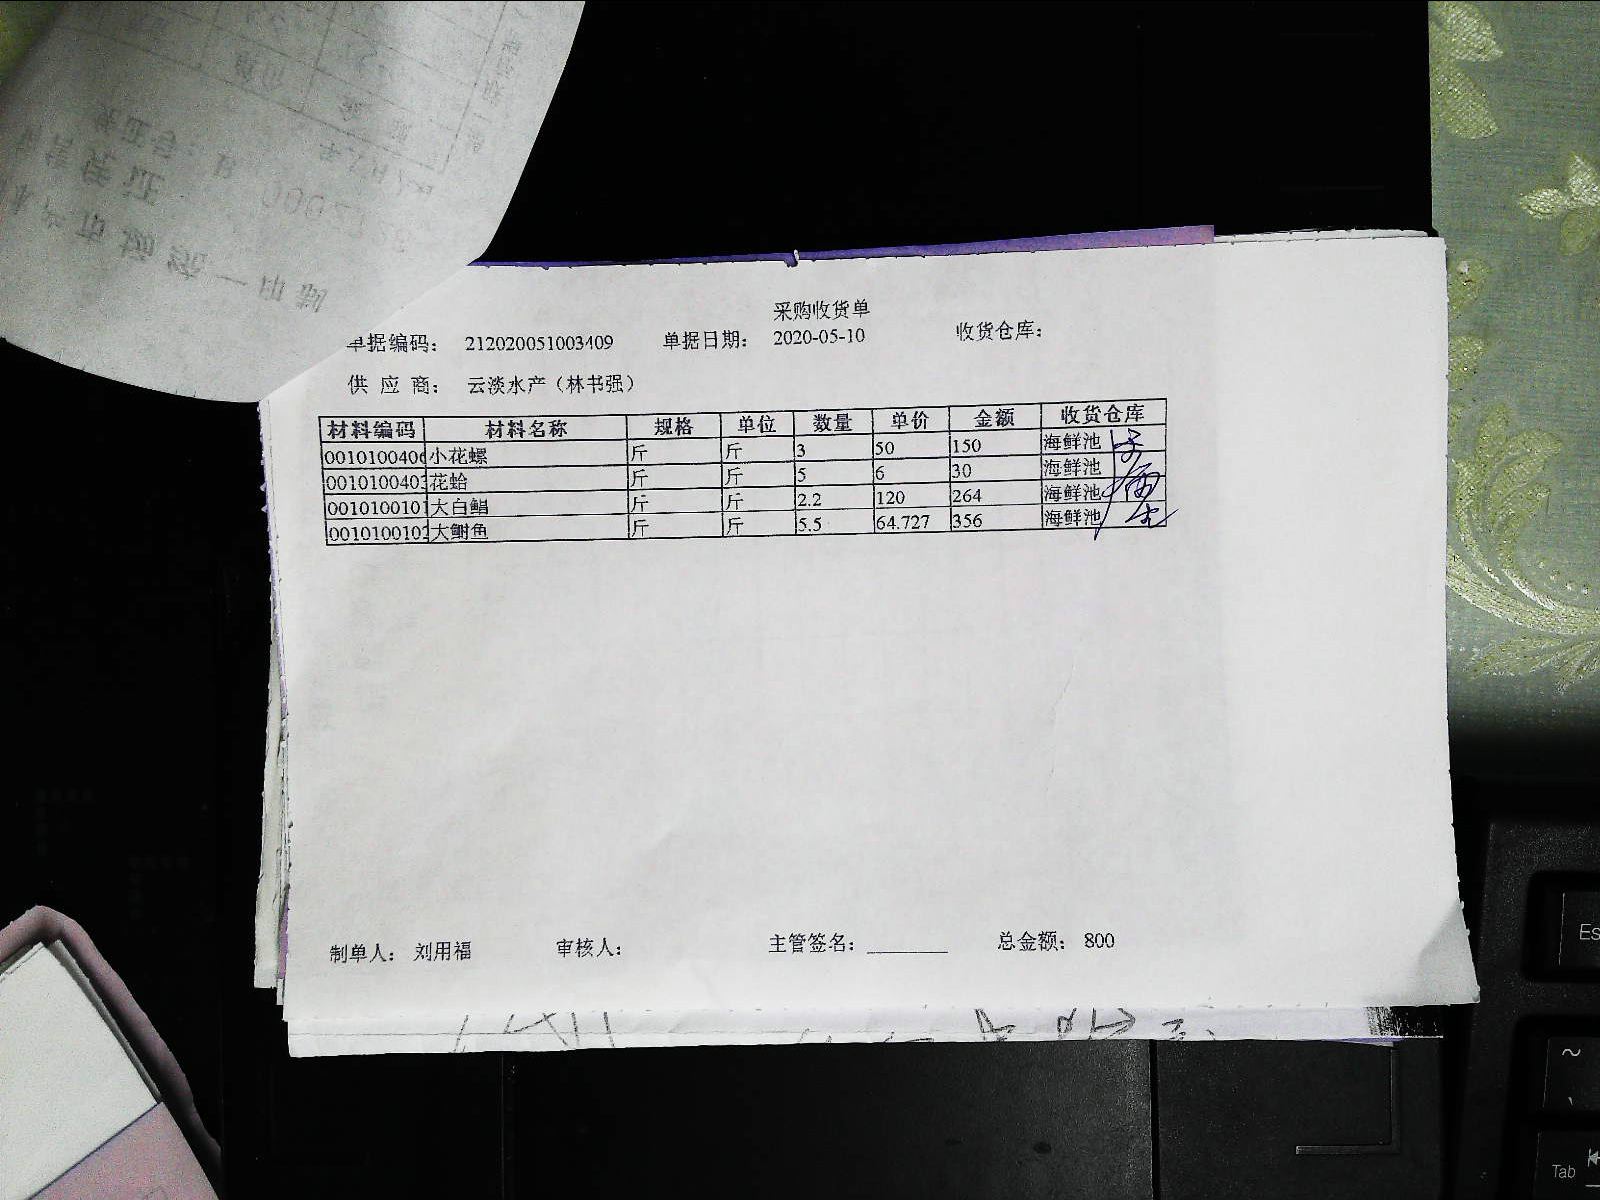 采购收货单
单据编码： 212020051003409 单据日期： 2020-05-10 收货仓库：
供 应 商： 云淡水产（林书强）
材料编码 材料名称 规格 单位 数量 单价 金额 收货仓库
0010100406 小花螺 斤 斤 3 50 150 海鲜池
001010040 花蛤 斤 斤 5 6 30 海鲜池
001010010 大白鲳 斤 斤 2.2 120 264 海鲜池
001010010 大鲥鱼 斤 斤 5.5 64.727 356 海鲜池
制单人： 刘用福 审核人： 主管签名： 总金额： 800
Es
~
Tab